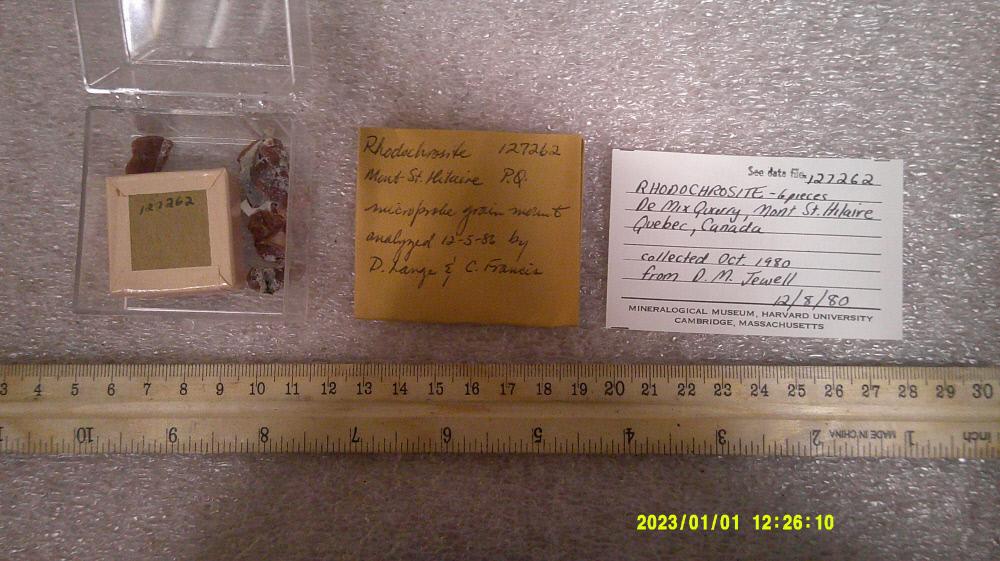 127262
Rhodochrosite 127262
Mont St. Hilaire P.Q.
microprobe grain mount
analyzed 12-5-86 by
D. Lange & C. Francis
See data file 127262
RHODOCHROSITE - 6 pieces
De Mix Quarry, Mont St. Hilaire
Quebec, Canada
collected Oct. 1980
from D. M. Jewell
12/8/80
MINERALOGICAL MUSEUM, HARVARD UNIVERSITY
CAMBRIDGE, MASSACHUSETTS
3 4 5 6 7 8 9 10 11 12 13 14 15 16 17 18 19 20 21 22 23 24 25 26 27 28 29 30
10 9 8 7 6 5 4 3 2 MADE IN CHINA 1 inch
2023/01/01 12:26:10